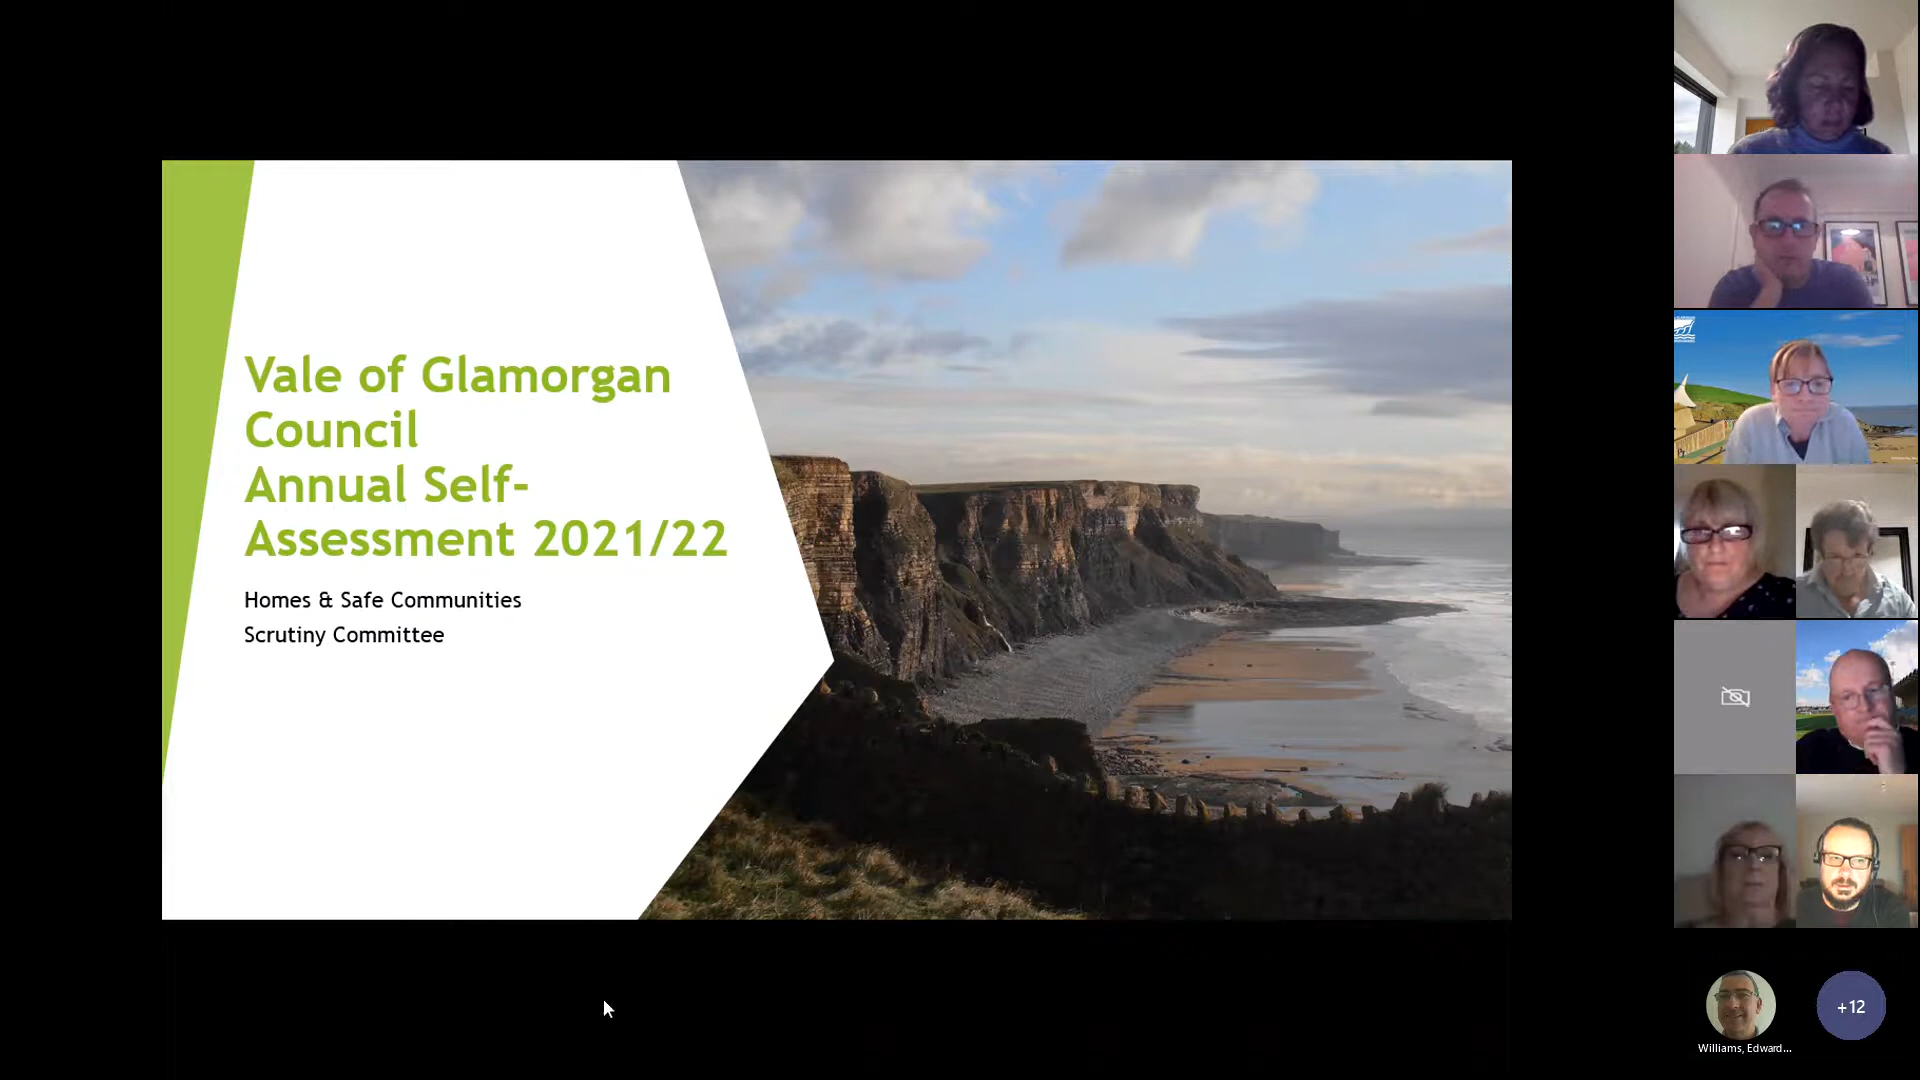 Vale of Glamorgan
Council
Annual Self-
Assessment 2021/22
Homes & Safe Communities
Scrutiny Committee
Williams, Edward...
+12